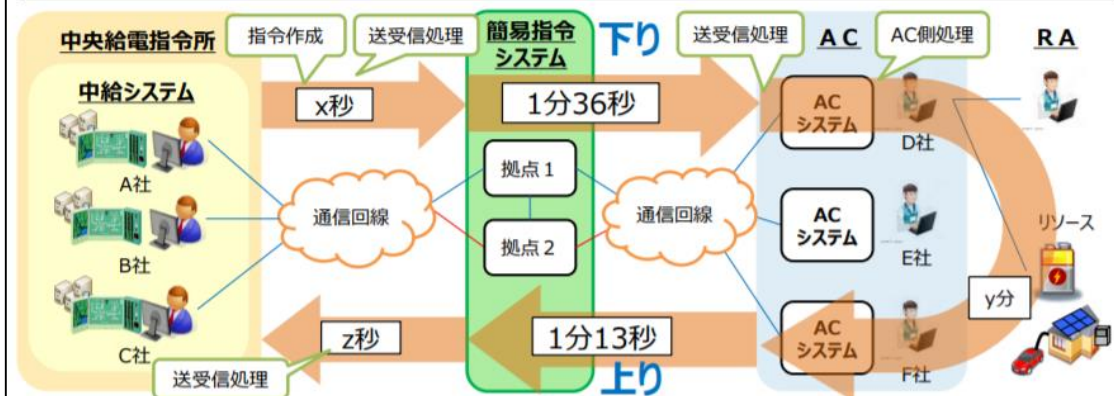 中央給電指令所
指令作成
送受信処理
簡易指令
システム
下り
送受信処理
AC
AC側処理
RA
中給システム
x秒
1分36秒
AC
システム
A社
D社
拠点1
通信回線
通信回線
AC
システム
B社
拠点2
E社
リソース
y分
z秒
1分13秒
AC
システム
C社
送受信処理
上り
F社